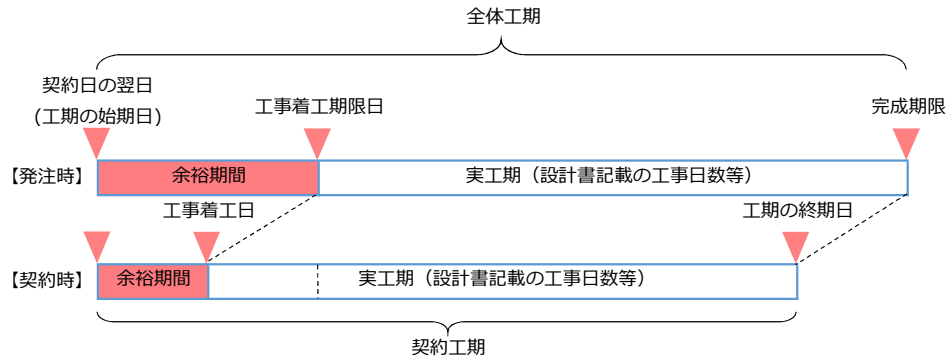 全体工期
契約日の翌日
(工期の始期日)
工事着工期限日
完成期限
【発注時】
余裕期間
実工期（設計書記載の工事日数等）
工事着工日
工期の終期日
【契約時】
余裕期間
実工期（設計書記載の工事日数等）
契約工期